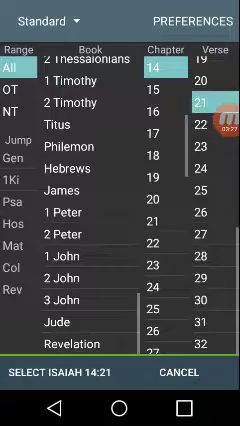 Standard PREFERENCES
Range Book Chapter Verse
2 Thessalonians 19
All 14
1 Timothy 15 20
OT 2 Timothy 16 21
NT Titus 17 22
Jump Philemon 23
03:27
Gen Hebrews 18 24
1Ki James 19 25
Psa 1 Peter 20 26
Hos 2 Peter 21 27
Mat 1 John 22 28
Col 2 John 23 29
Rev 3 John 24 30
Jude 25 31
Revelation 26 32
27
SELECT ISAIAH 14:21 CANCEL